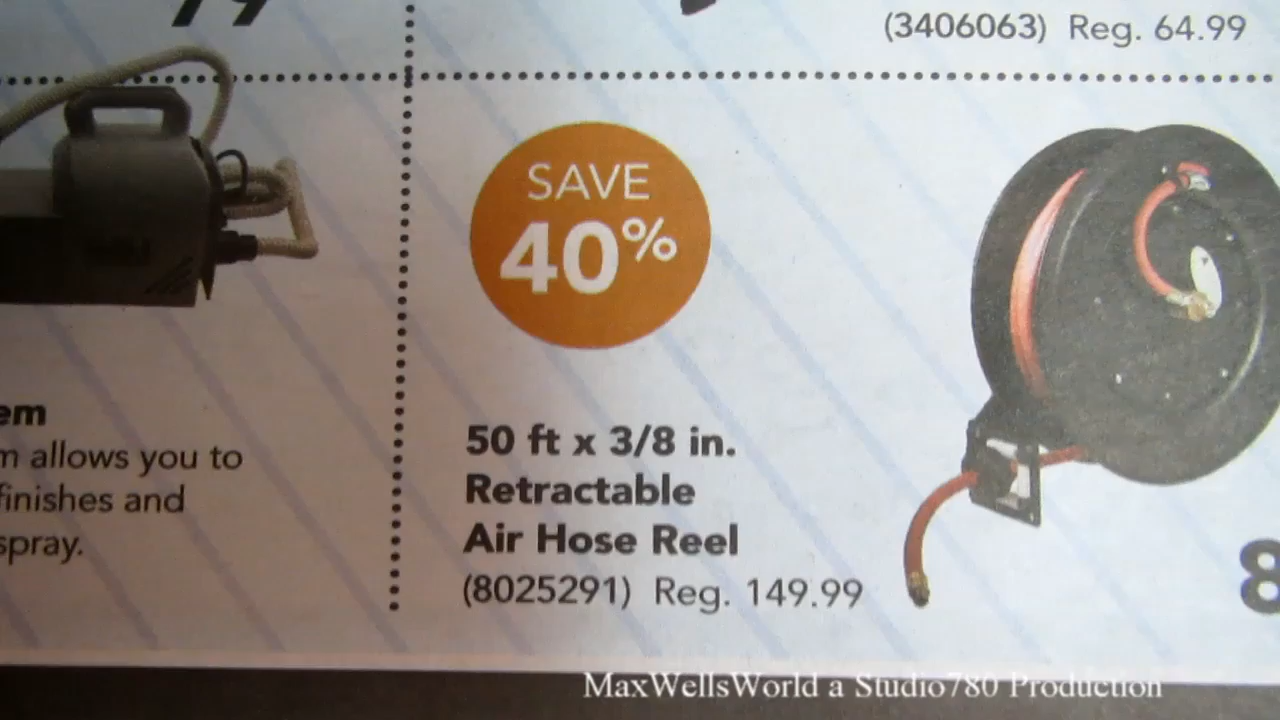 (3406063) Reg. 64.99
SAVE
40%
em
m allows you to
finishes and
spray.
50 ft x 3/8 in.
Retractable
Air Hose Reel
(8025291) Reg. 149.99
8
MaxWellsWorld a Studio780 Production